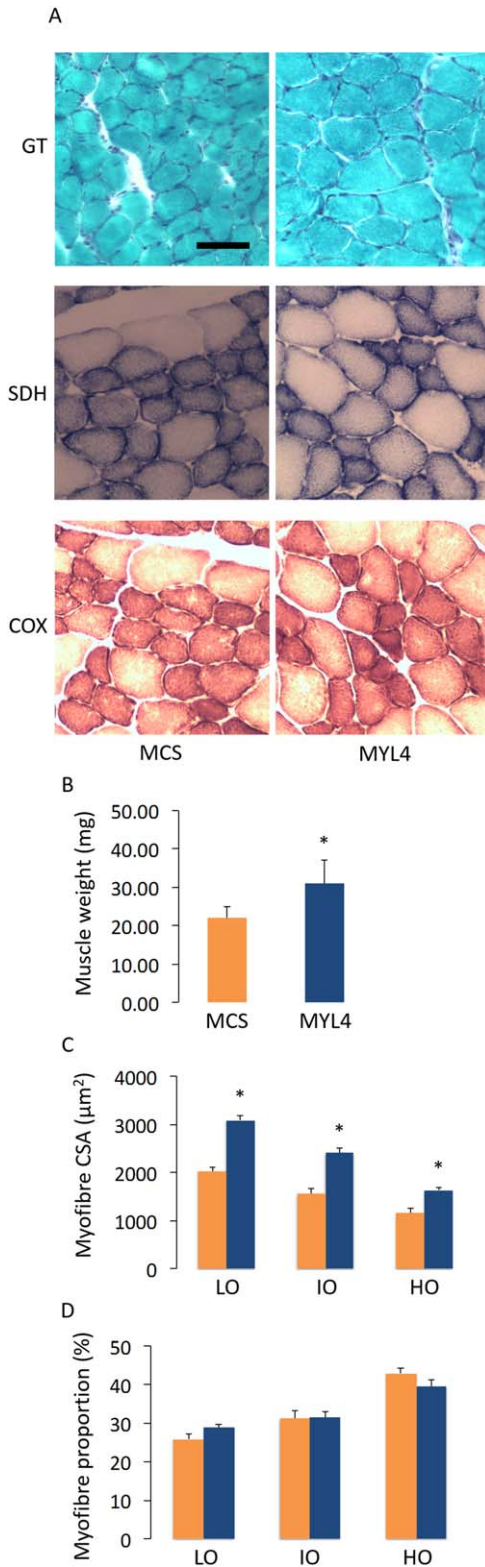 A
GT
SDH
COX
MCS MYL4
B
Muscle weight (mg)
50.00
40.00
30.00
20.00
10.00
0.00
*
MCS MYL4
C
Myofibre CSA (µm²)
4000
3000
2000
1000
0
* * *
LO IO HO
D
Myofibre proportion (%)
50
40
30
20
10
0
LO IO HO